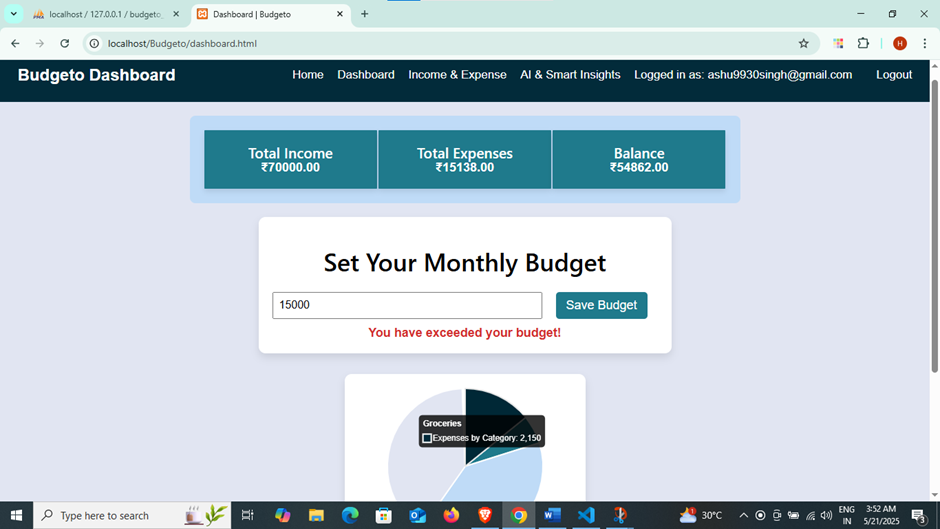 localhost / 127.0.0.1 / budgeto_
Dashboard | Budgeto
localhost/Budgeto/dashboard.html
H
Budgeto Dashboard
Home Dashboard Income & Expense AI & Smart Insights Logged in as: ashu9930singh@gmail.com Logout
Total Income Total Expenses Balance
₹70000.00 ₹15138.00 ₹54862.00
Set Your Monthly Budget
15000 Save Budget
You have exceeded your budget!
Groceries
Expenses by Category: 2,150
Type here to search
30°C
ENG
IN
3:52 AM
5/21/2025
3